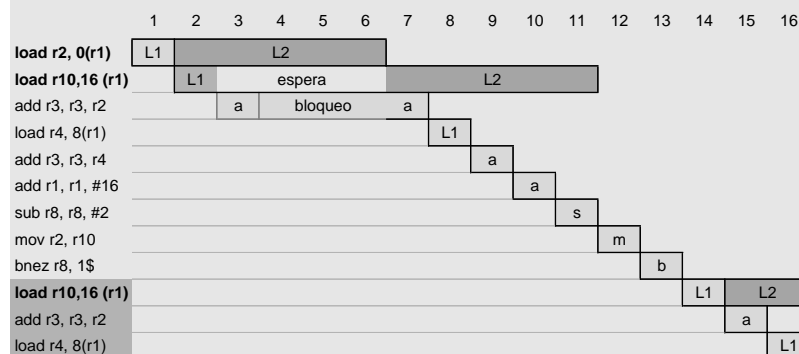 1 2 3 4 5 6 7 8 9 10 11 12 13 14 15 16
load r2, 0(r1) L1 L2
load r10,16 (r1) L1 espera L2
add r3, r3, r2 a bloqueo a
load r4, 8(r1) L1
add r3, r3, r4 a
add r1, r1, #16 a
sub r8, r8, #2 s
mov r2, r10 m
bnez r8, 1$ b
load r10,16 (r1) L1 L2
add r3, r3, r2 a
load r4, 8(r1) L1